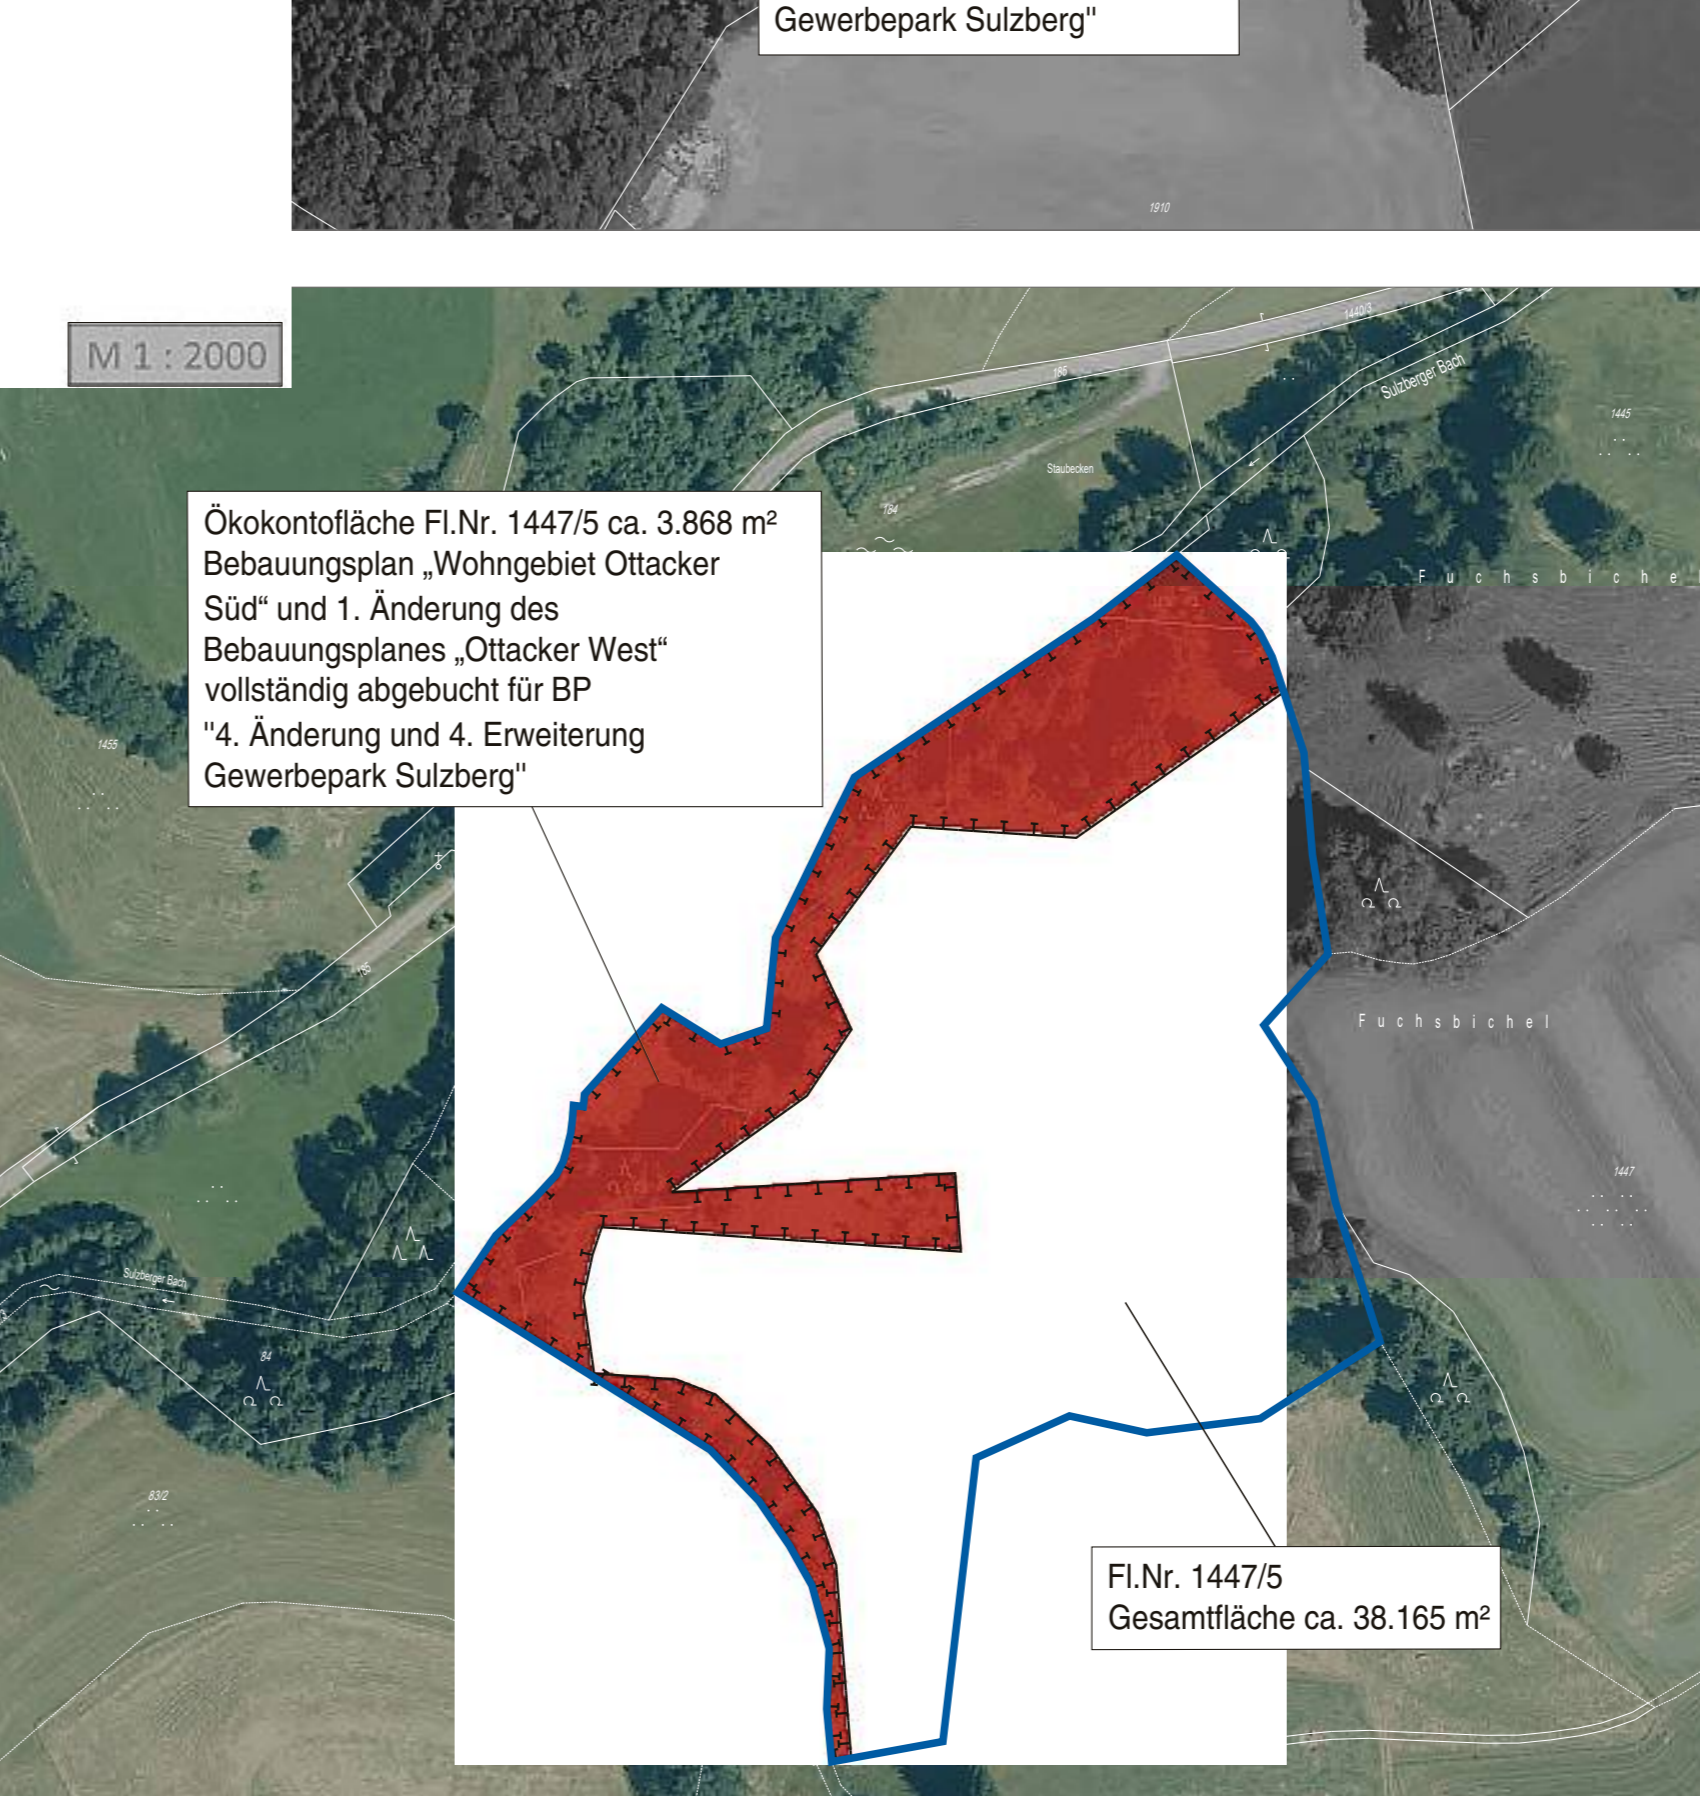 Gewerbepark Sulzberg"
1910
M 1 : 2000
1440/3
186
Sulzberger Bach
1445
Staubecken
184
Fuchsbichel
Ökokontofläche Fl.Nr. 1447/5 ca. 3.868 m²
Bebauungsplan „Wohngebiet Ottacker
Süd“ und 1. Änderung des
Bebauungsplanes „Ottacker West“
vollständig abgebucht für BP
"4. Änderung und 4. Erweiterung
Gewerbepark Sulzberg"
1455
185
Fuchsbichel
1447
Sulzberger Bach
84
83/2
Fl.Nr. 1447/5
Gesamtfläche ca. 38.165 m²